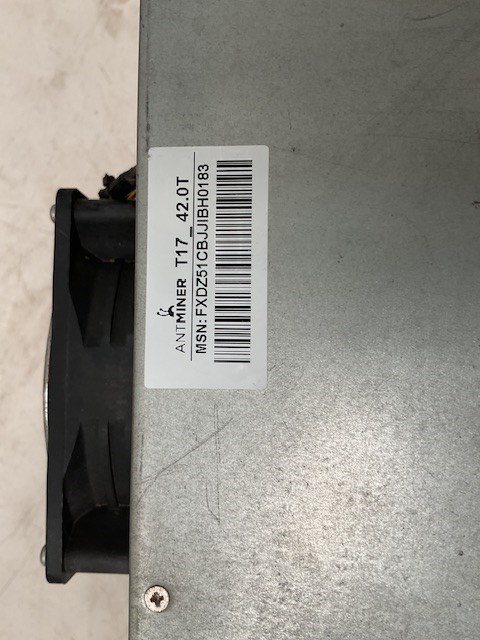 ANTMINER T17_42.0T
MSN: FXDZ51CBJJIBH0183